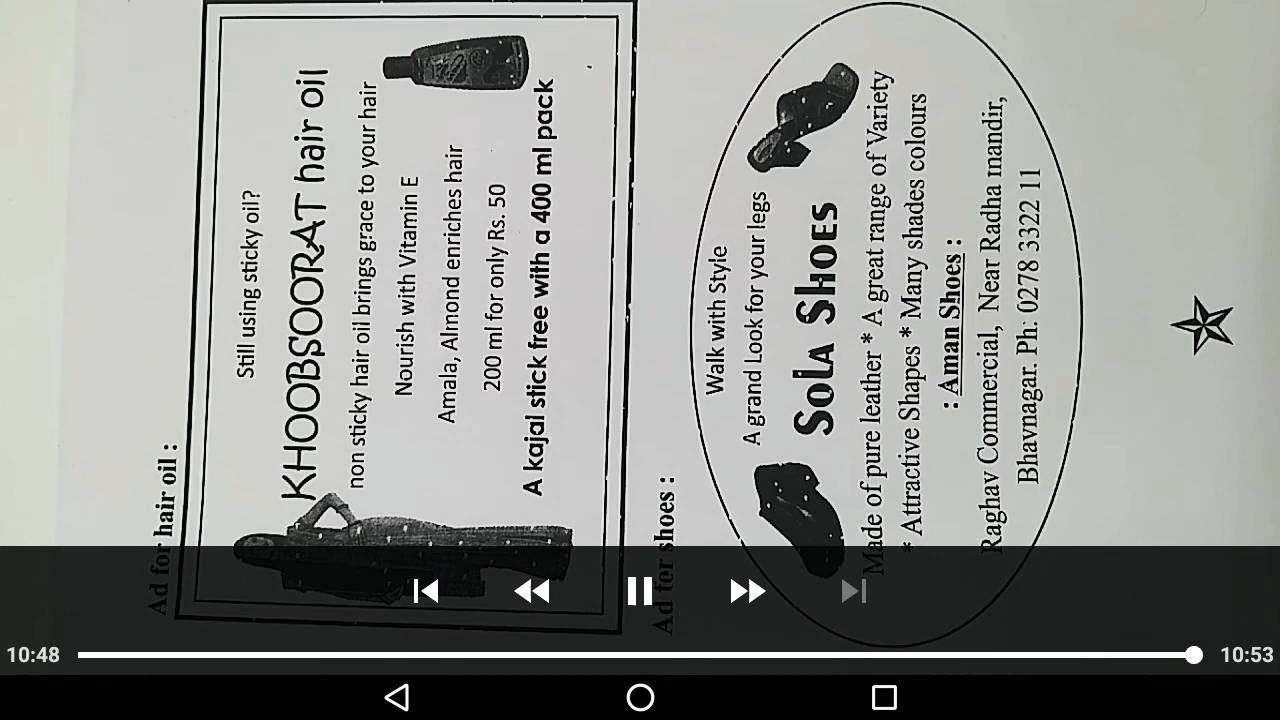 Ad for hair oil :
Still using sticky oil?
KHOOBSOORAT hair oil
non sticky hair oil brings grace to your hair
Nourish with Vitamin E
Amala, Almond enriches hair
200 ml for only Rs. 50
A kajal stick free with a 400 ml pack
Ad for shoes :
Walk with Style
A grand Look for your legs
SOLA SHOES
Made of pure leather * A great range of Variety
* Attractive Shapes * Many shades colours
: Aman Shoes :
Raghav Commercial, Near Radha mandir,
Bhavnagar. Ph: 0278 3322 11
10:48
10:53